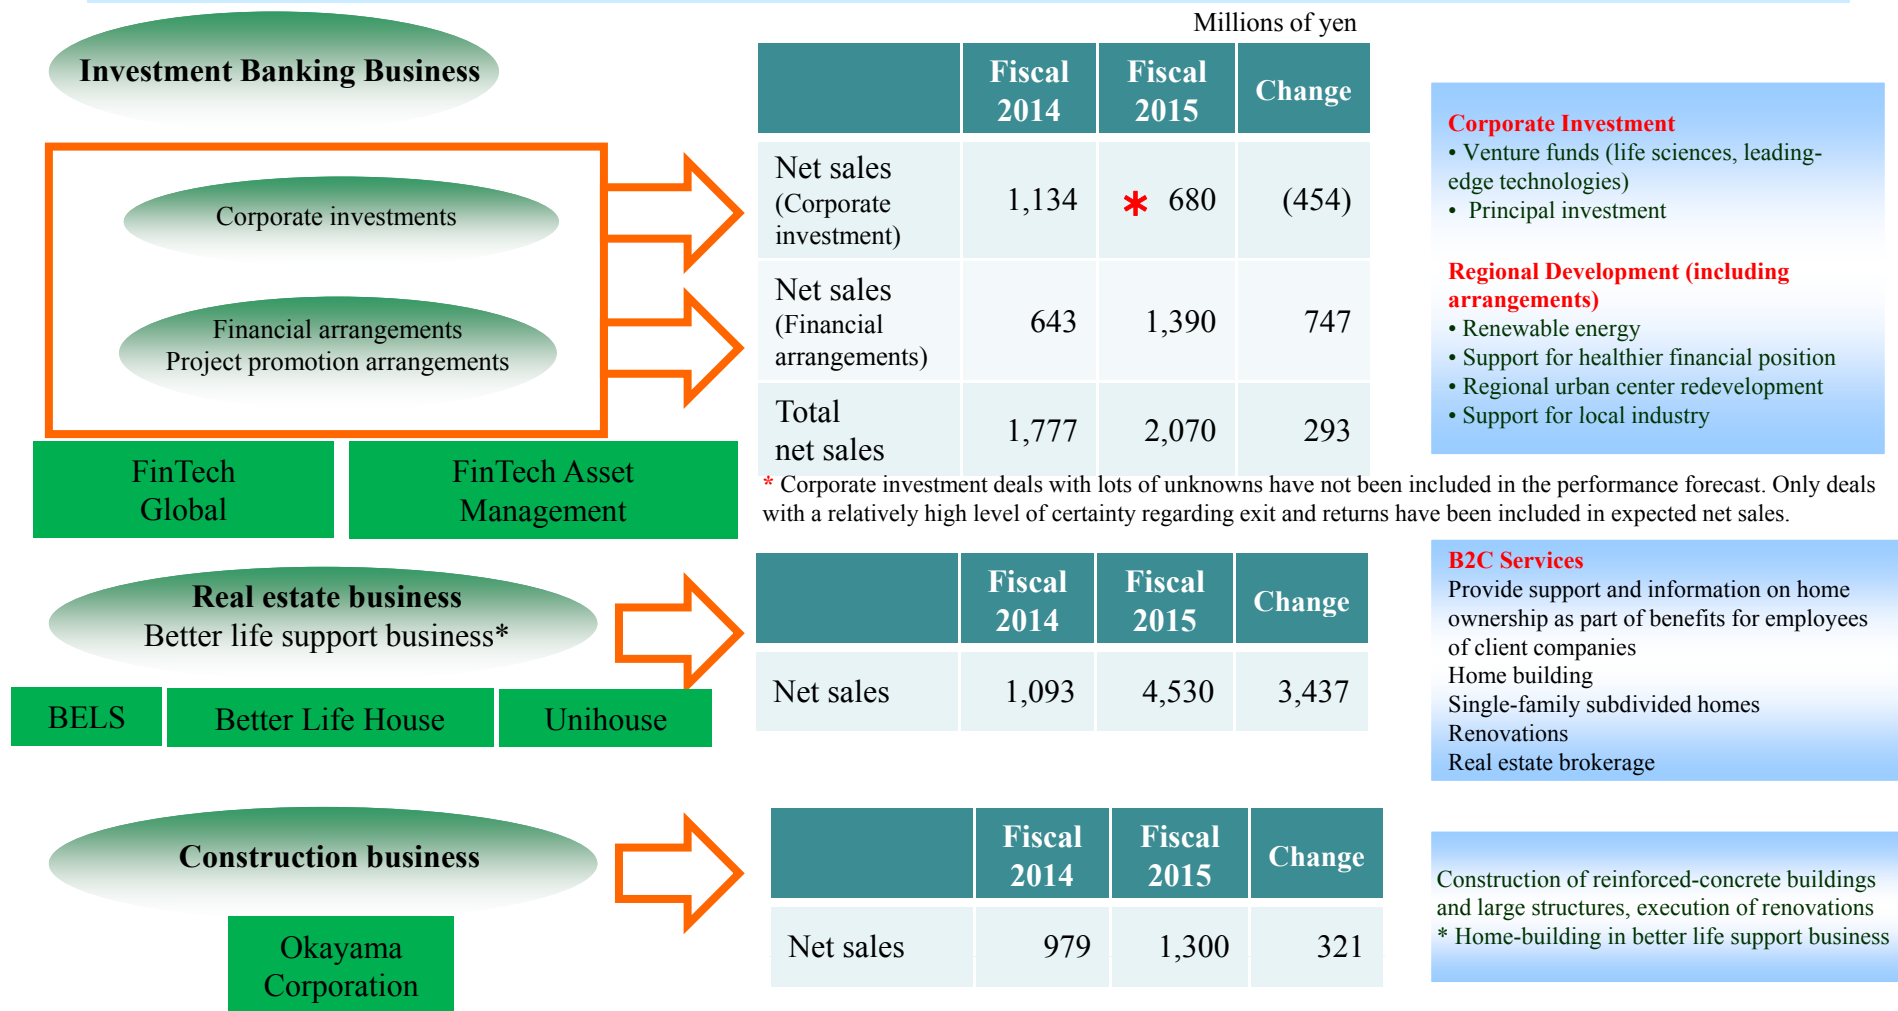 Millions of yen
Investment Banking Business
Corporate investments
Financial arrangements
Project promotion arrangements
FinTech
Global
FinTech Asset
Management
Fiscal
2014
Fiscal
2015
Change
Net sales
(Corporate
investment)
1,134
* 680
(454)
Net sales
(Financial
arrangements)
643
1,390
747
Total
net sales
1,777
2,070
293
* Corporate investment deals with lots of unknowns have not been included in the performance forecast. Only deals
with a relatively high level of certainty regarding exit and returns have been included in expected net sales.
Corporate Investment
• Venture funds (life sciences, leading-
edge technologies)
• Principal investment
Regional Development (including
arrangements)
• Renewable energy
• Support for healthier financial position
• Regional urban center redevelopment
• Support for local industry
Real estate business
Better life support business*
BELS
Better Life House
Unihouse
Fiscal
2014
Fiscal
2015
Change
Net sales
1,093
4,530
3,437
B2C Services
Provide support and information on home
ownership as part of benefits for employees
of client companies
Home building
Single-family subdivided homes
Renovations
Real estate brokerage
Construction business
Okayama
Corporation
Fiscal
2014
Fiscal
2015
Change
Net sales
979
1,300
321
Construction of reinforced-concrete buildings
and large structures, execution of renovations
* Home-building in better life support business